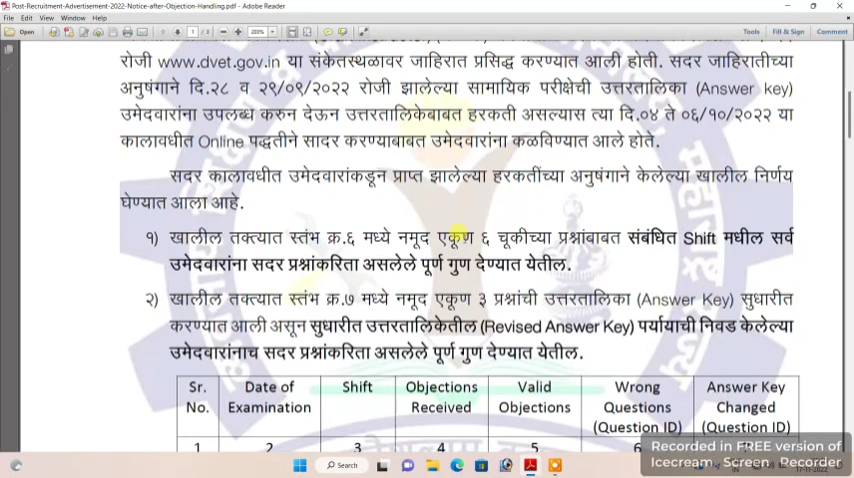 Post-Recruitment-Advertisement-2022-Notice-after-Objection-Handling.pdf - Adobe Reader
File Edit View Window Help
Open 1 / 3 200% Tools Fill & Sign Comment
रोजी www.dvet.gov.in या संकेतस्थळावर जाहिरात प्रसिद्ध करण्यात आली होती. सदर जाहिरातीच्या
अनुषंगाने दि.२८ व २९/०९/२०२२ रोजी झालेल्या सामायिक परीक्षेची उत्तरतालिका (Answer key)
उमेदवारांना उपलब्ध करुन देऊन उत्तरतालिकेबाबत हरकती असल्यास त्या दि.०४ ते ०६/१०/२०२२ या
कालावधीत Online पद्धतीने सादर करण्याबाबत उमेदवारांना कळविण्यात आले होते.
सदर कालावधीत उमेदवारांकडून प्राप्त झालेल्या हरकतींच्या अनुषंगाने केलेल्या खालील निर्णय
घेण्यात आला आहे.
१) खालील तक्त्यात स्तंभ क्र.६ मध्ये नमूद एकूण ६ चूकीच्या प्रश्नांबाबत संबंधित Shift मधील सर्व
उमेदवारांना सदर प्रश्नांकरिता असलेले पूर्ण गुण देण्यात येतील.
२) खालील तक्त्यात स्तंभ क्र.७ मध्ये नमूद एकूण ३ प्रश्नांची उत्तरतालिका (Answer Key) सुधारीत
करण्यात आली असून सुधारीत उत्तरतालिकेतील (Revised Answer Key) पर्यायाची निवड केलेल्या
उमेदवारांनाच सदर प्रश्नांकरिता असलेले पूर्ण गुण देण्यात येतील.
Sr. Date of Shift Objections Valid Wrong Answer Key
No. Examination Received Objections Questions Changed
(Question ID) (Question ID)
1 2 3 4 5 6
Recorded in FREE version of
Icecream Screen Recorder
Search